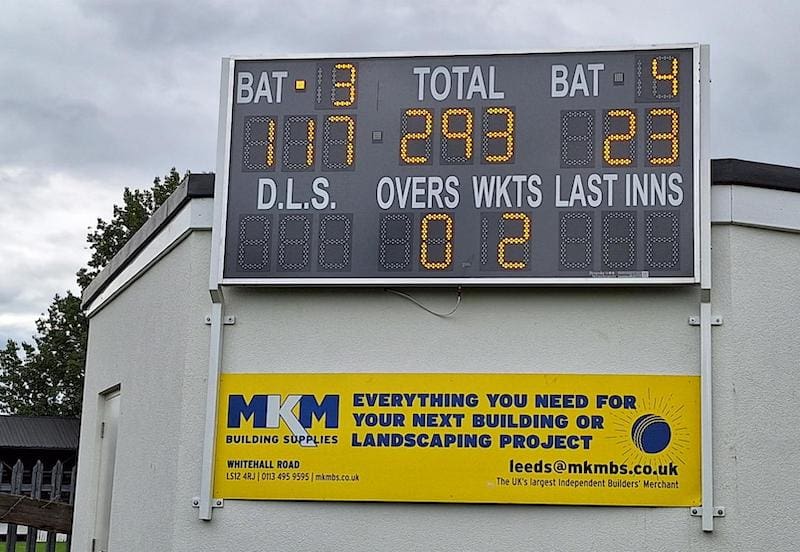 BAT 3 TOTAL BAT 4
117 293 23
D.L.S. OVERS WKTS LAST INNS
0 2
MKM
BUILDING SUPPLIES
EVERYTHING YOU NEED FOR
YOUR NEXT BUILDING OR
LANDSCAPING PROJECT
WHITEHALL ROAD
LS12 4RJ | 0113 495 9595 | mkmbs.co.uk
leeds@mkmbs.co.uk
The UK's largest Independent Builders' Merchant